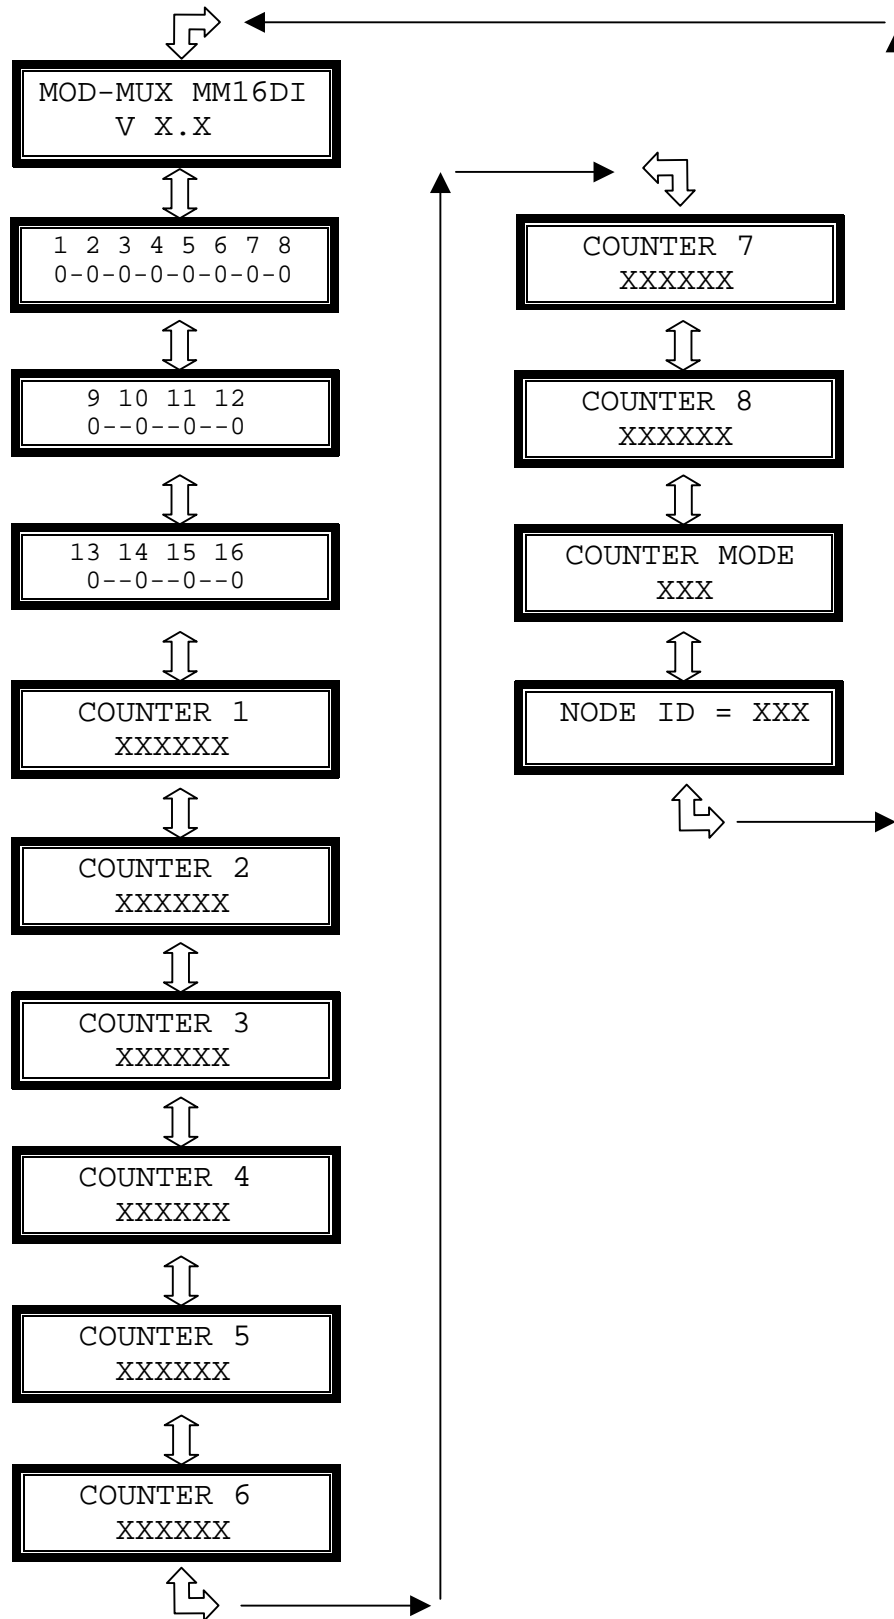 MOD-MUX MM16DI
V X.X
1 2 3 4 5 6 7 8
0-0-0-0-0-0-0-0
9 10 11 12
0--0--0--0
13 14 15 16
0--0--0--0
COUNTER 1
XXXXXX
COUNTER 2
XXXXXX
COUNTER 3
XXXXXX
COUNTER 4
XXXXXX
COUNTER 5
XXXXXX
COUNTER 6
XXXXXX
COUNTER 7
XXXXXX
COUNTER 8
XXXXXX
COUNTER MODE
XXX
NODE ID = XXX